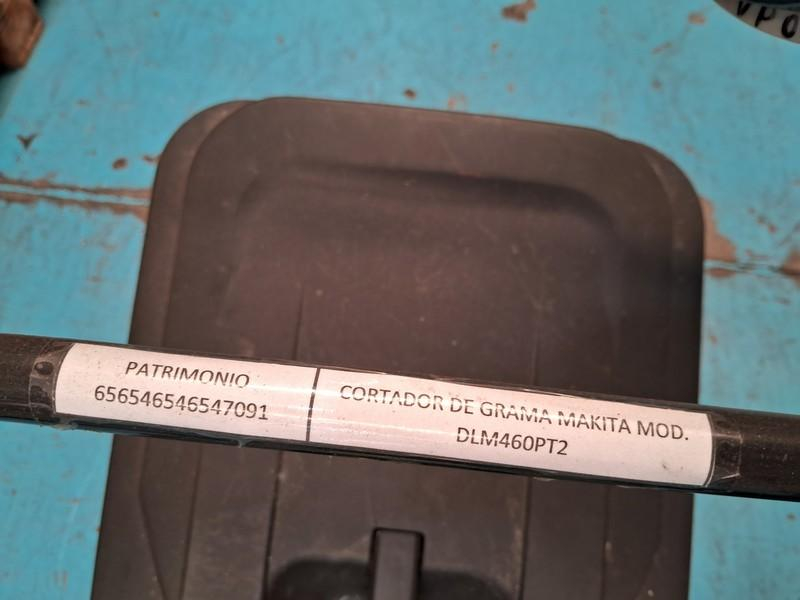 PATRIMONIO
656546546547091
CORTADOR DE GRAMA MAKITA MOD.
DLM460PT2